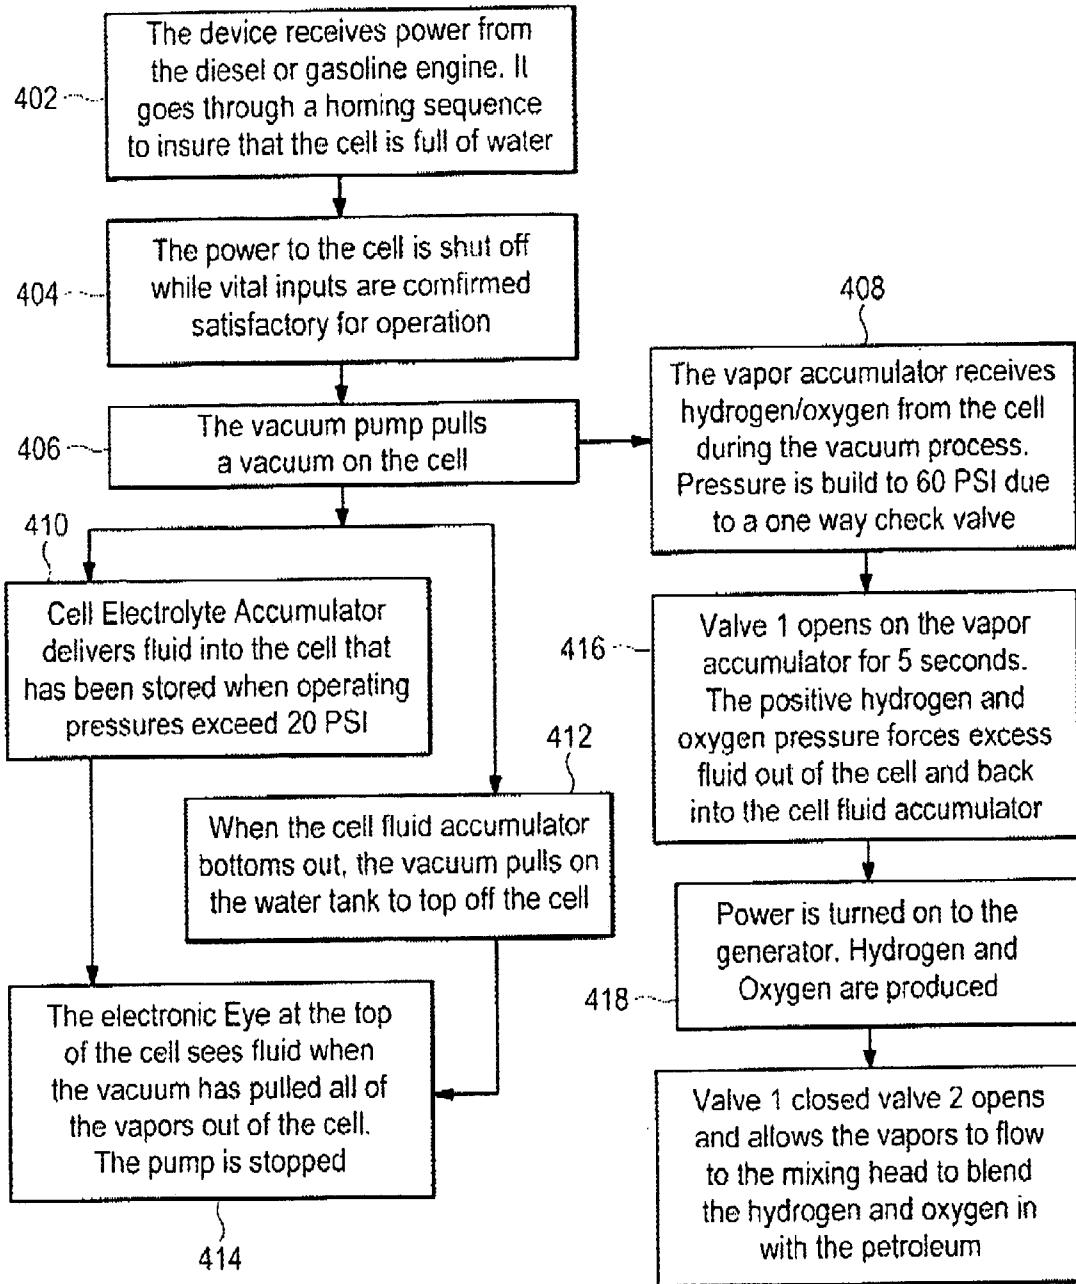 The device receives power from
the diesel or gasoline engine. It
goes through a homing sequence
to insure that the cell is full of water
402
The power to the cell is shut off
while vital inputs are comfirmed
satisfactory for operation
404
The vacuum pump pulls
a vacuum on the cell
406
408
The vapor accumulator receives
hydrogen/oxygen from the cell
during the vacuum process.
Pressure is build to 60 PSI due
to a one way check valve
410
Cell Electrolyte Accumulator
delivers fluid into the cell that
has been stored when operating
pressures exceed 20 PSI
412
When the cell fluid accumulator
bottoms out, the vacuum pulls on
the water tank to top off the cell
The electronic Eye at the top
of the cell sees fluid when
the vacuum has pulled all of
the vapors out of the cell.
The pump is stopped
414
416
Valve 1 opens on the vapor
accumulator for 5 seconds.
The positive hydrogen and
oxygen pressure forces excess
fluid out of the cell and back
into the cell fluid accumulator
Power is turned on to the
generator. Hydrogen and
Oxygen are produced
418
Valve 1 closed valve 2 opens
and allows the vapors to flow
to the mixing head to blend
the hydrogen and oxygen in
with the petroleum